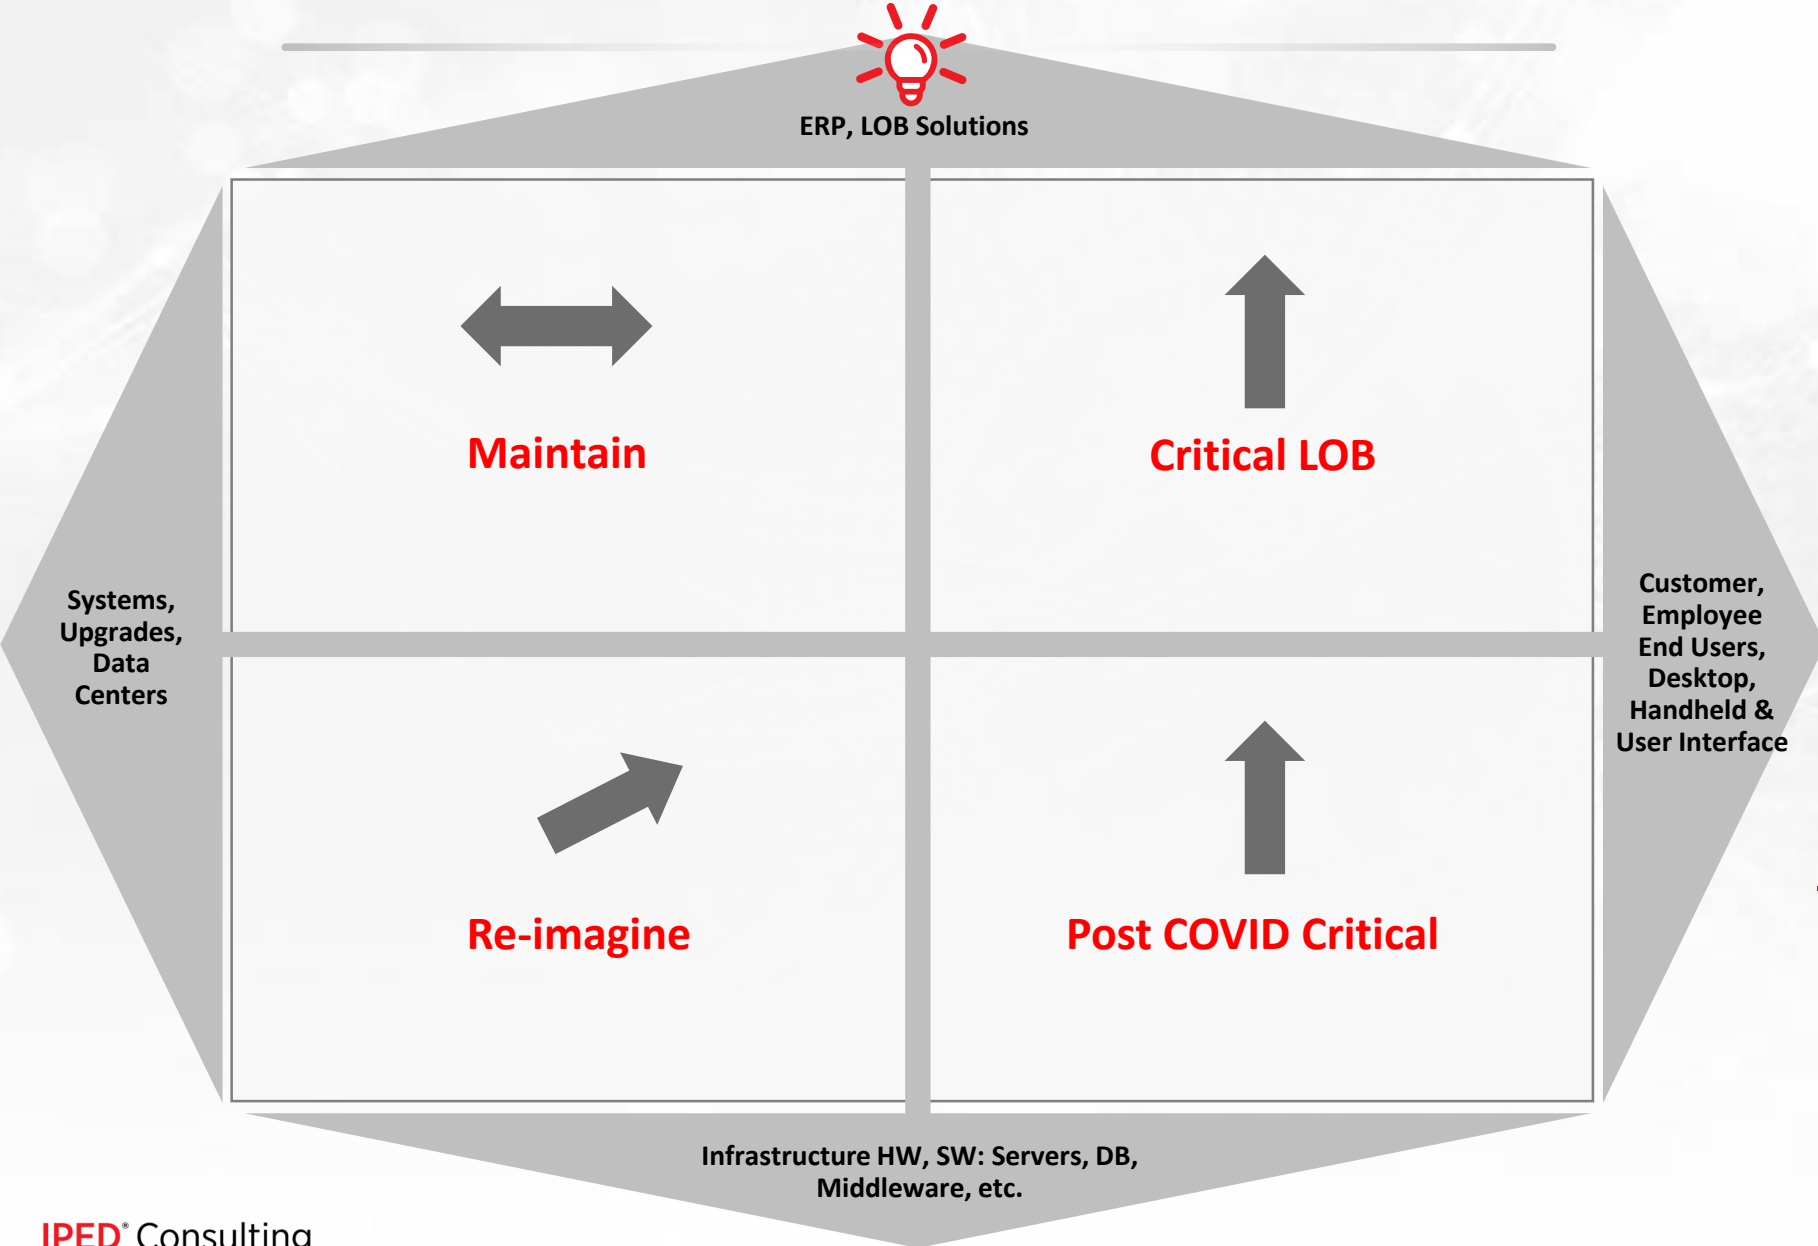 ERP, LOB Solutions
Maintain
Critical LOB
Systems,
Upgrades,
Data
Centers
Customer,
Employee
End Users,
Desktop,
Handheld &
User Interface
Re-imagine
Post COVID Critical
Infrastructure HW, SW: Servers, DB,
Middleware, etc.
IPED® Consulting